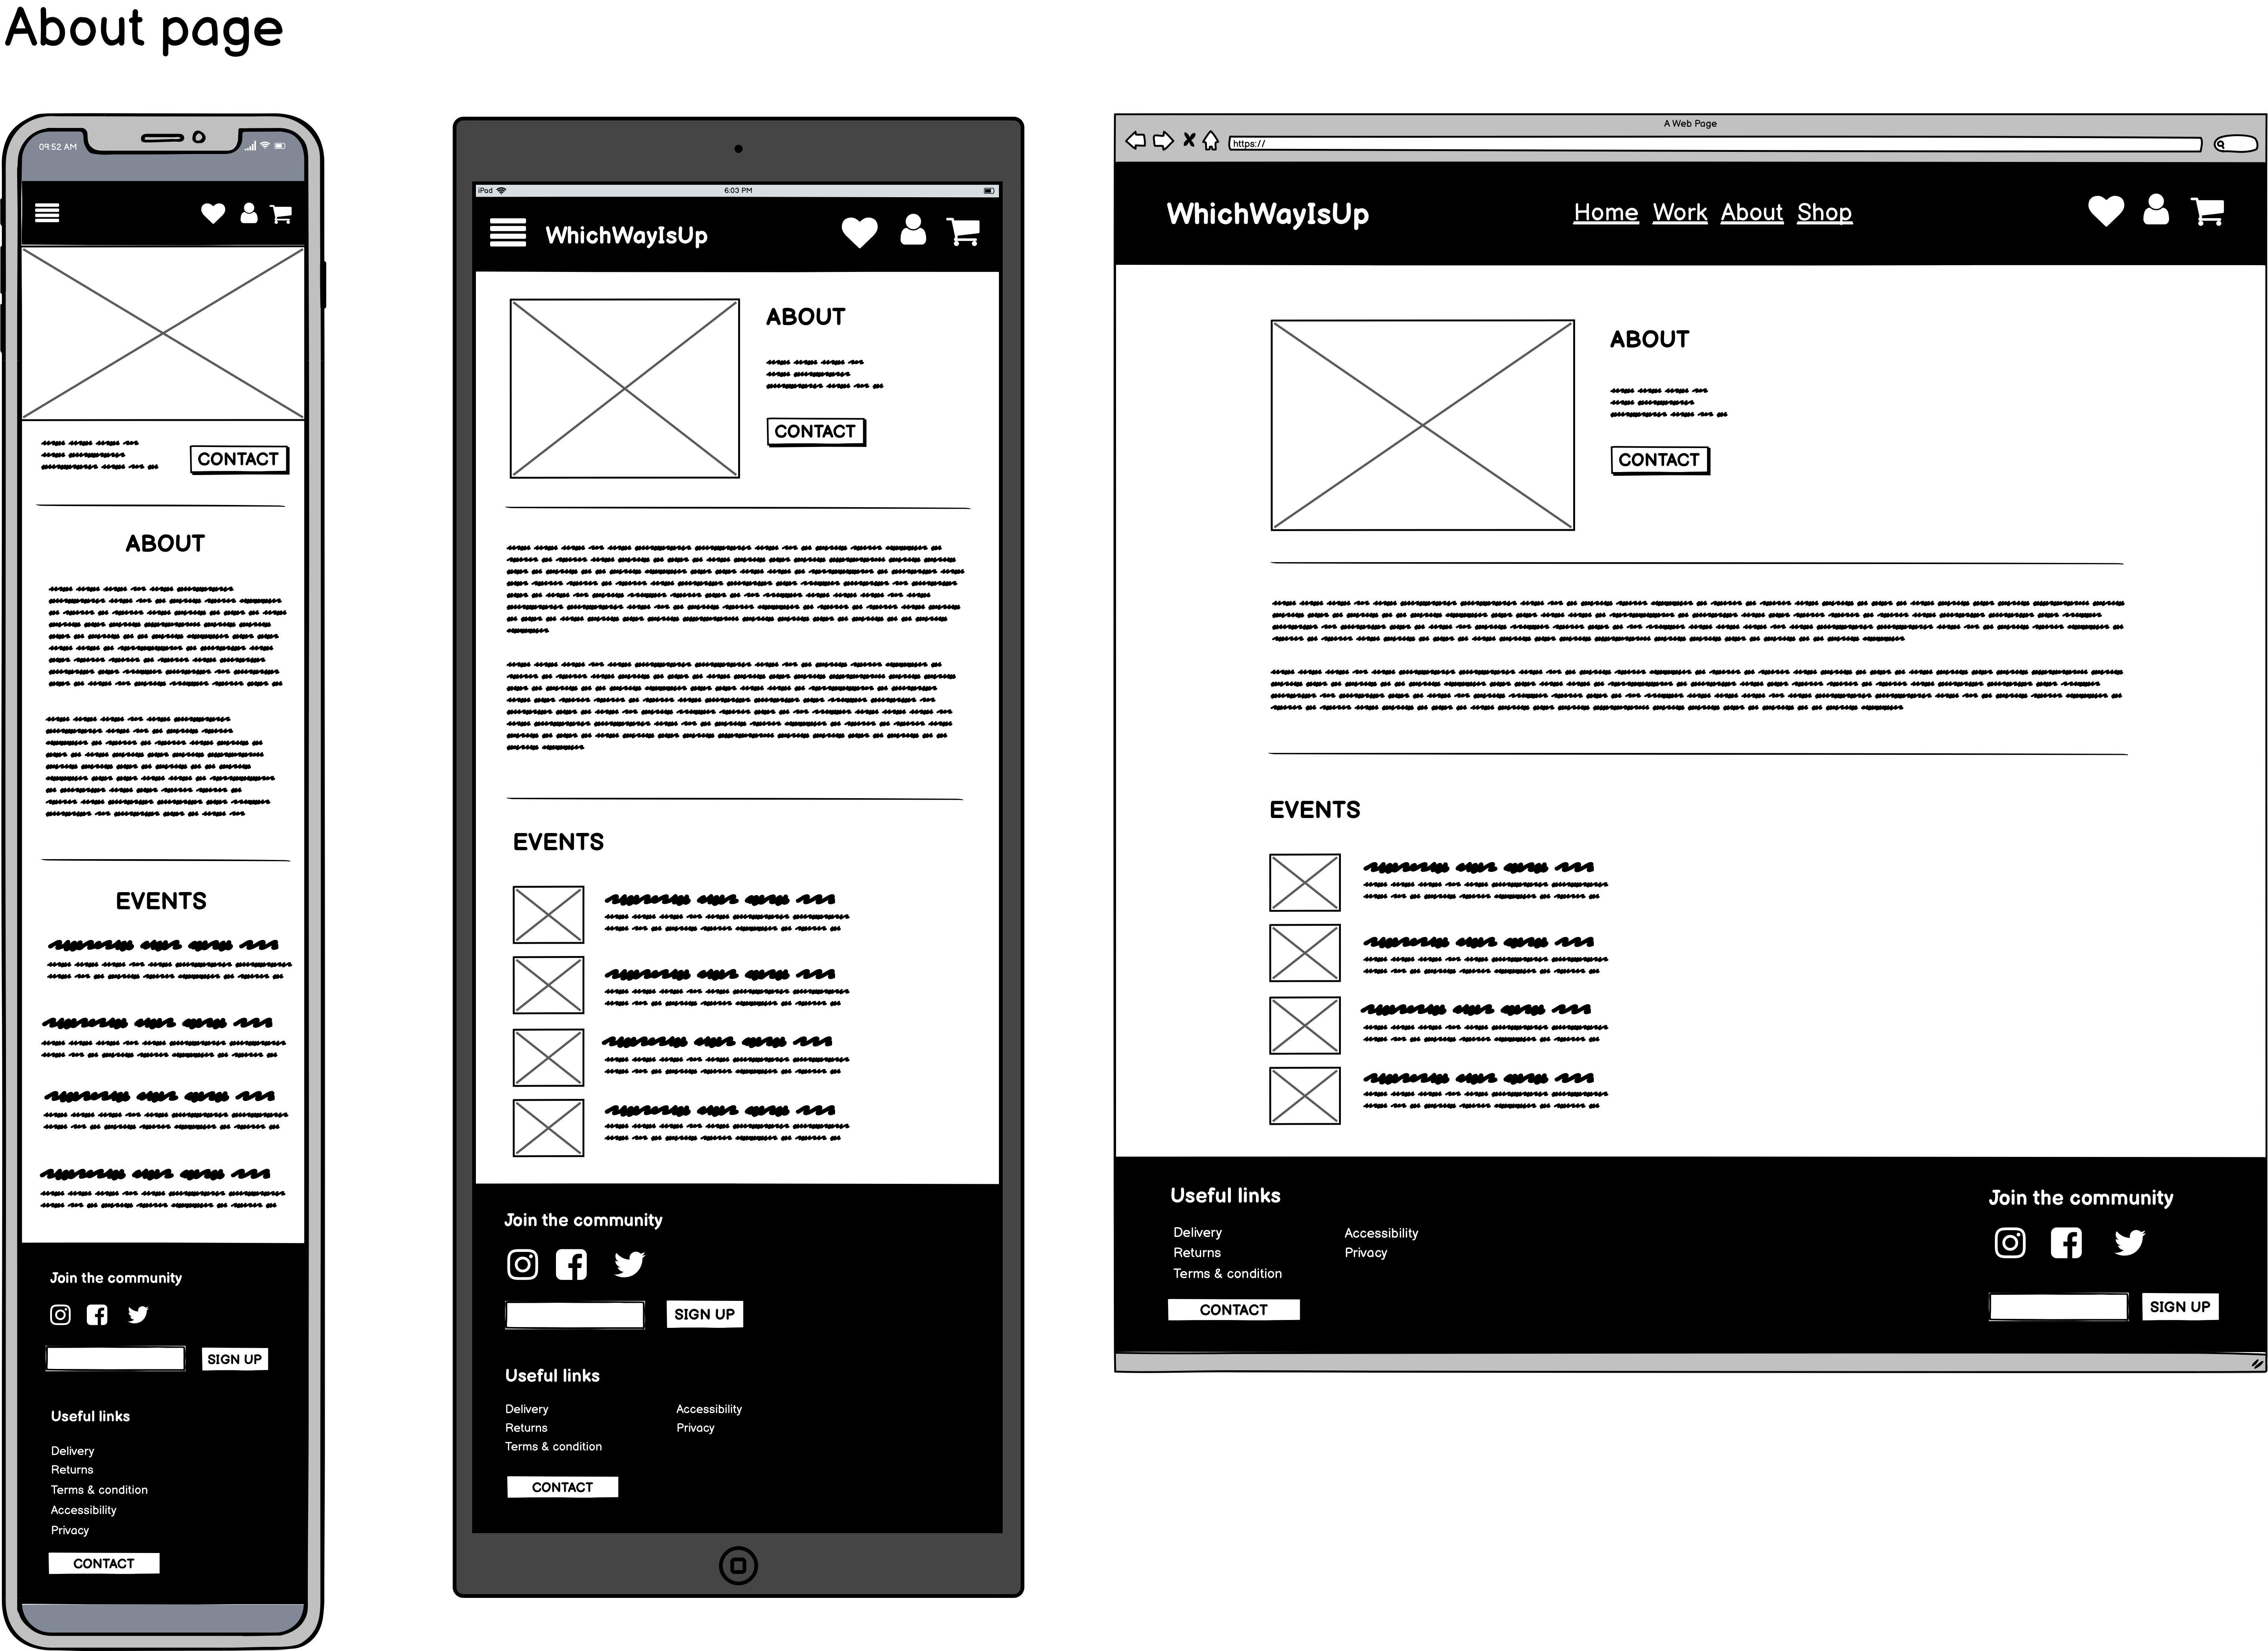 About page
09:52 AM
CONTACT
ABOUT
EVENTS
Join the community
SIGN UP
Useful links
Delivery
Returns
Terms & condition
Accessibility
Privacy
CONTACT
iPad
6:03 PM
WhichWayIsUp
ABOUT
CONTACT
EVENTS
Join the community
SIGN UP
Useful links
Delivery
Accessibility
Returns
Privacy
Terms & condition
CONTACT
A Web Page
https://
WhichWayIsUp
Home Work About Shop
ABOUT
CONTACT
EVENTS
Useful links
Join the community
Delivery
Accessibility
Returns
Privacy
Terms & condition
CONTACT
SIGN UP